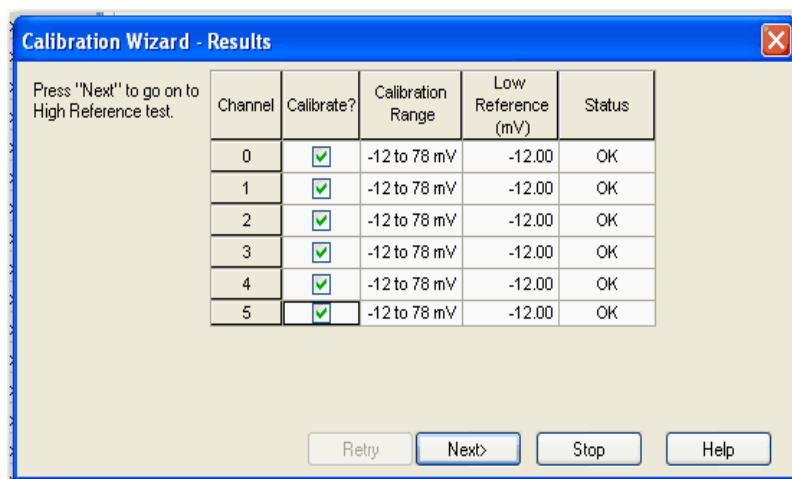 Calibration Wizard - Results
Press "Next" to go on to
High Reference test.
Channel Calibrate? Calibration Range Low Reference (mV) Status
0 -12 to 78 mV -12.00 OK
1 -12 to 78 mV -12.00 OK
2 -12 to 78 mV -12.00 OK
3 -12 to 78 mV -12.00 OK
4 -12 to 78 mV -12.00 OK
5 -12 to 78 mV -12.00 OK
Retry Next> Stop Help